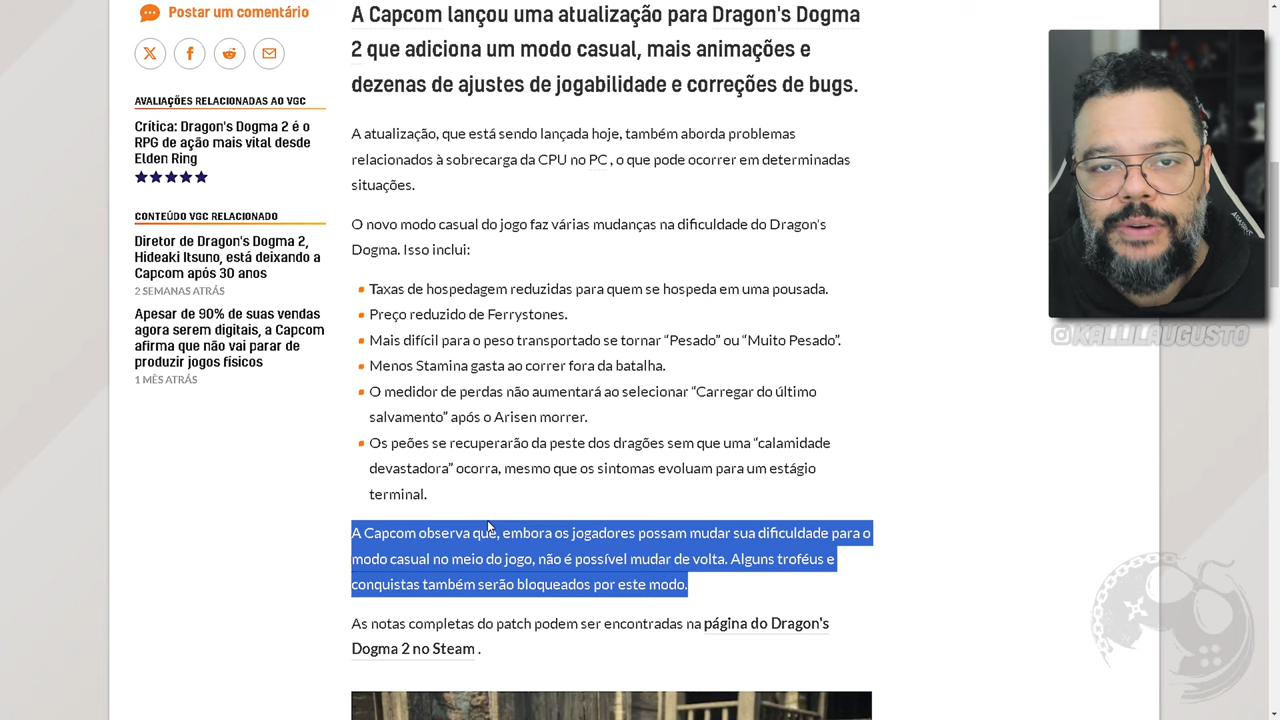 Postar um comentário
AVALIAÇÕES RELACIONADAS AO VGC
Crítica: Dragon's Dogma 2 é o
RPG de ação mais vital desde
Elden Ring
CONTEÚDO VGC RELACIONADO
Diretor de Dragon's Dogma 2,
Hideaki Itsuno, está deixando a
Capcom após 30 anos
2 SEMANAS ATRÁS
Apesar de 90% de suas vendas
agora serem digitais, a Capcom
afirma que não vai parar de
produzir jogos físicos
1 MÊS ATRÁS
A Capcom lançou uma atualização para Dragon's Dogma
2 que adiciona um modo casual, mais animações e
dezenas de ajustes de jogabilidade e correções de bugs.
A atualização, que está sendo lançada hoje, também aborda problemas
relacionados à sobrecarga da CPU no PC , o que pode ocorrer em determinadas
situações.
O novo modo casual do jogo faz várias mudanças na dificuldade do Dragon's
Dogma. Isso inclui:
Taxas de hospedagem reduzidas para quem se hospeda em uma pousada.
Preço reduzido de Ferrystones.
Mais difícil para o peso transportado se tornar “Pesado” ou “Muito Pesado”.
Menos Stamina gasta ao correr fora da batalha.
O medidor de perdas não aumentará ao selecionar “Carregar do último
salvamento” após o Arisen morrer.
Os peões se recuperarão da peste dos dragões sem que uma “calamidade
devastadora” ocorra, mesmo que os sintomas evoluam para um estágio
terminal.
A Capcom observa que, embora os jogadores possam mudar sua dificuldade para o
modo casual no meio do jogo, não é possível mudar de volta. Alguns troféus e
conquistas também serão bloqueados por este modo.
As notas completas do patch podem ser encontradas na página do Dragon's
Dogma 2 no Steam .
KALLILAUGUSTO